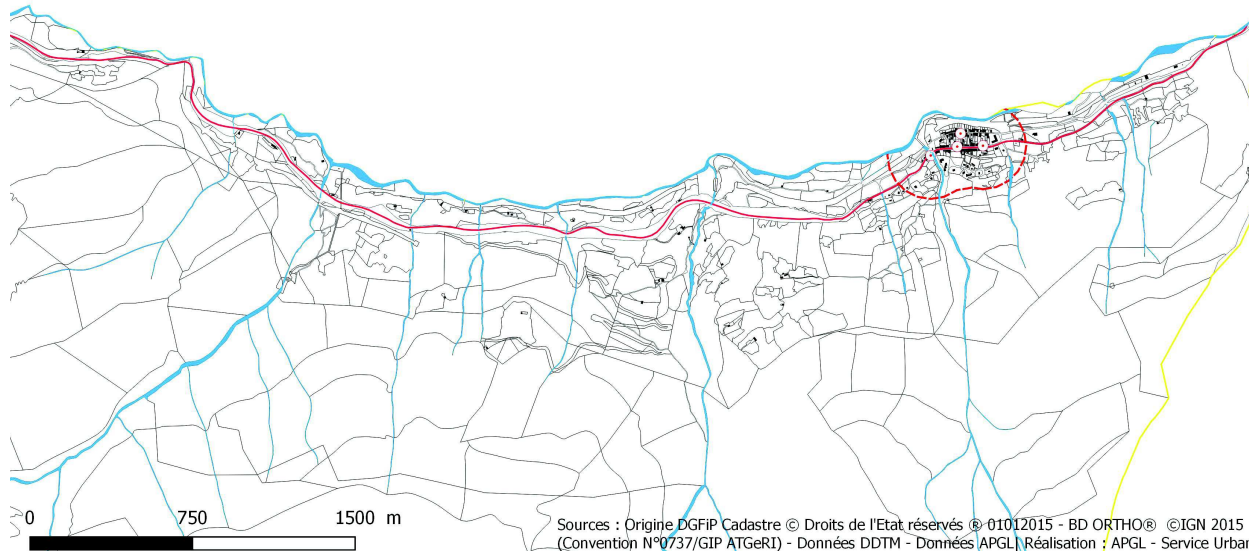 0 750 1500 m
Sources : Origine DGFiP Cadastre © Droits de l'Etat réservés ® 01012015 - BD ORTHO® ©IGN 2015
(Convention N°0737/GIP ATGeRI) - Données DDTM - Données APGL| Réalisation : APGL - Service Urba